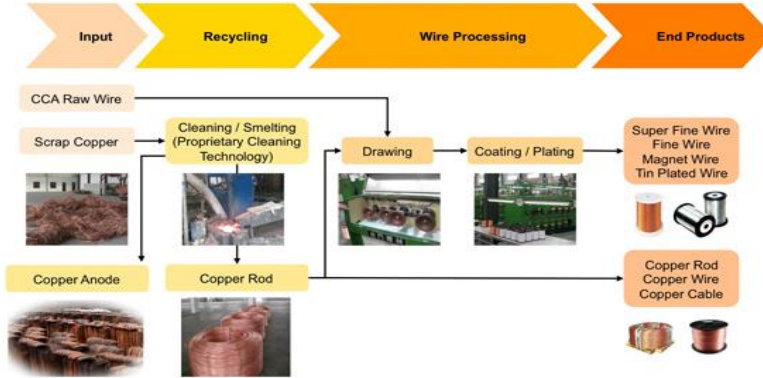 Input
Recycling
Wire Processing
End Products
CCA Raw Wire
Scrap Copper
Cleaning / Smelting
(Proprietary Cleaning
Technology)
Drawing
Coating / Plating
Super Fine Wire
Fine Wire
Magnet Wire
Tin Plated Wire
Copper Anode
Copper Rod
Copper Rod
Copper Wire
Copper Cable